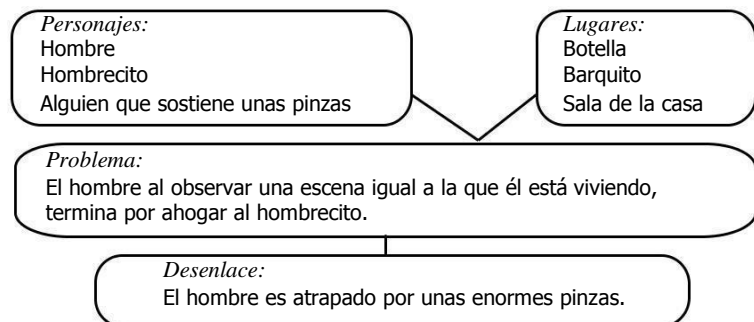 Personajes:
Hombre
Hombrecito
Alguien que sostiene unas pinzas
Lugares:
Botella
Barquito
Sala de la casa
Problema:
El hombre al observar una escena igual a la que él está viviendo,
termina por ahogar al hombrecito.
Desenlace:
El hombre es atrapado por unas enormes pinzas.